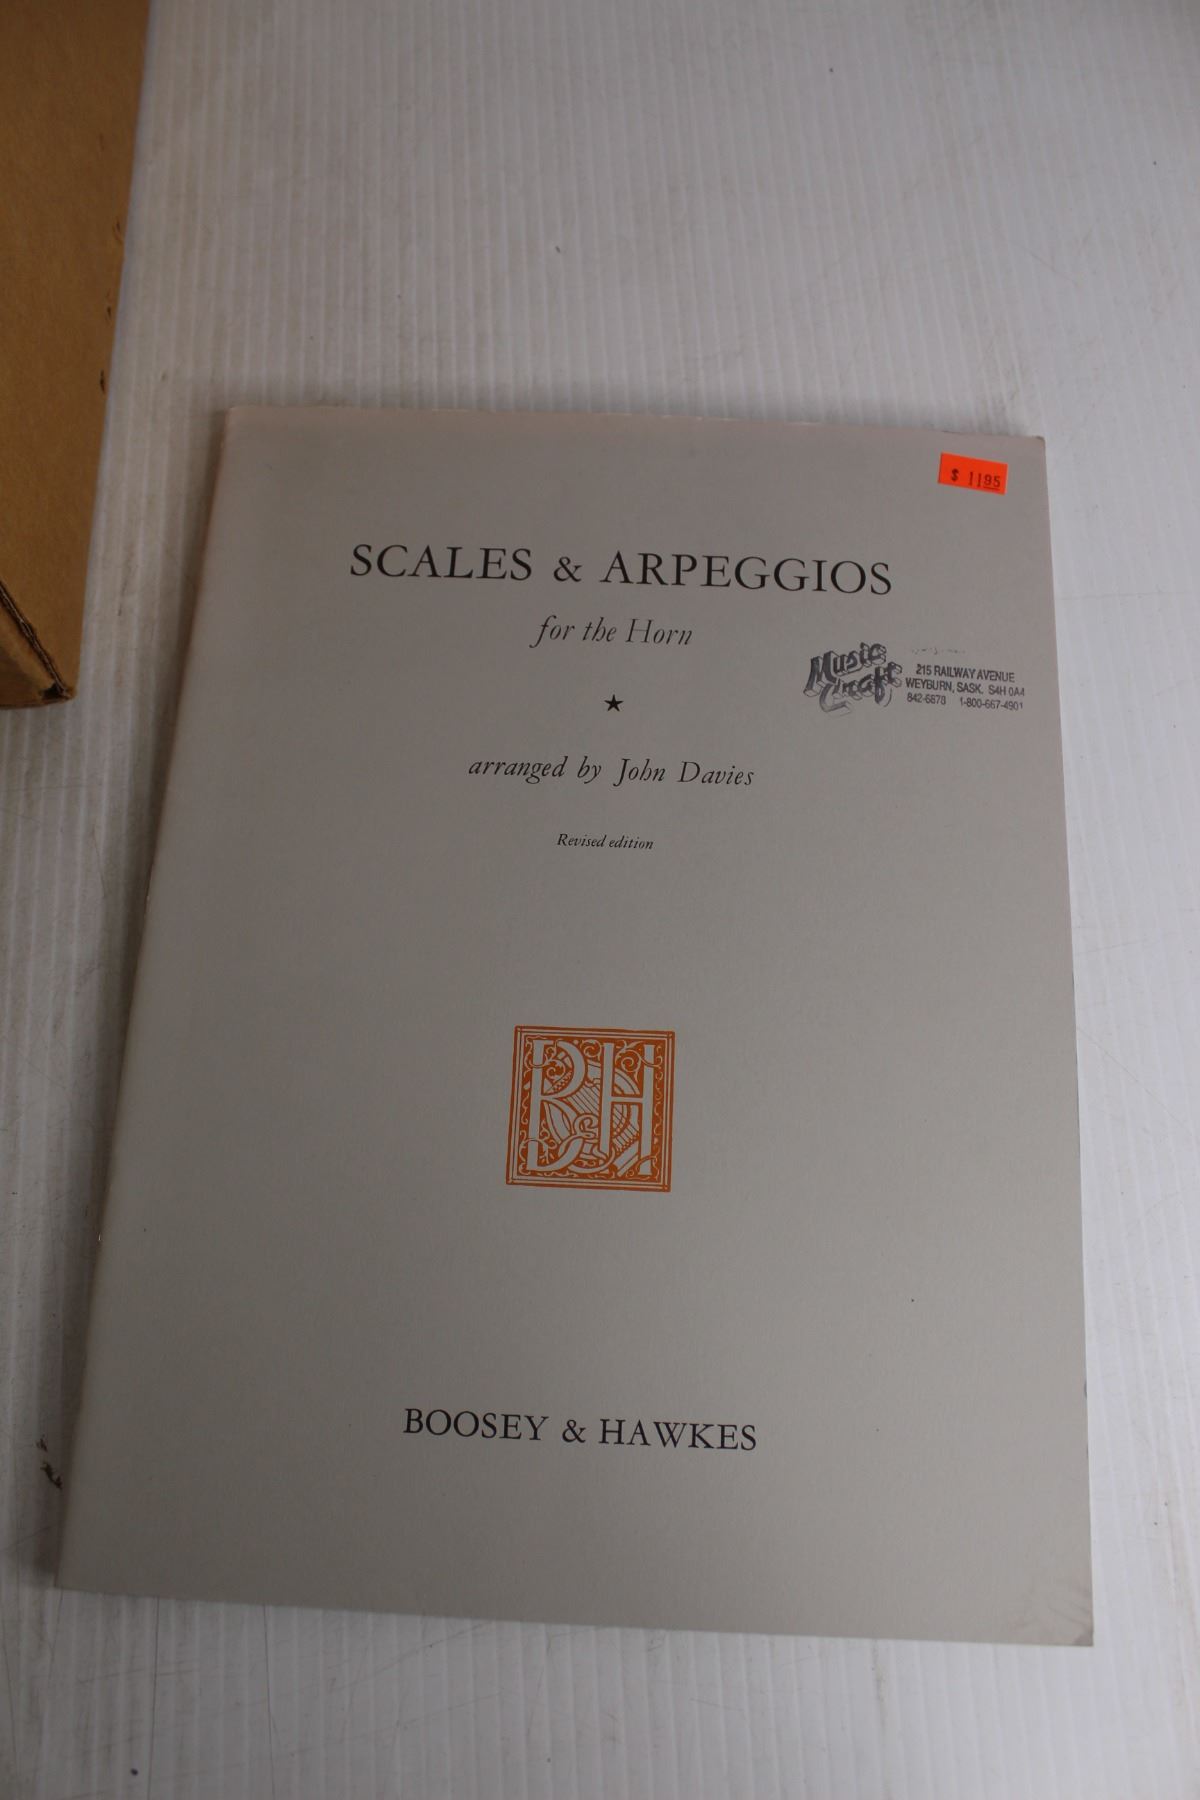 $ 11.95
SCALES & ARPEGGIOS
for the Horn
Music
Craft
215 RAILWAY AVENUE
WEYBURN, SASK. S4H 0A4
842-6678 1-800-667-4901
★
arranged by John Davies
Revised edition
B&H
BOOSEY & HAWKES